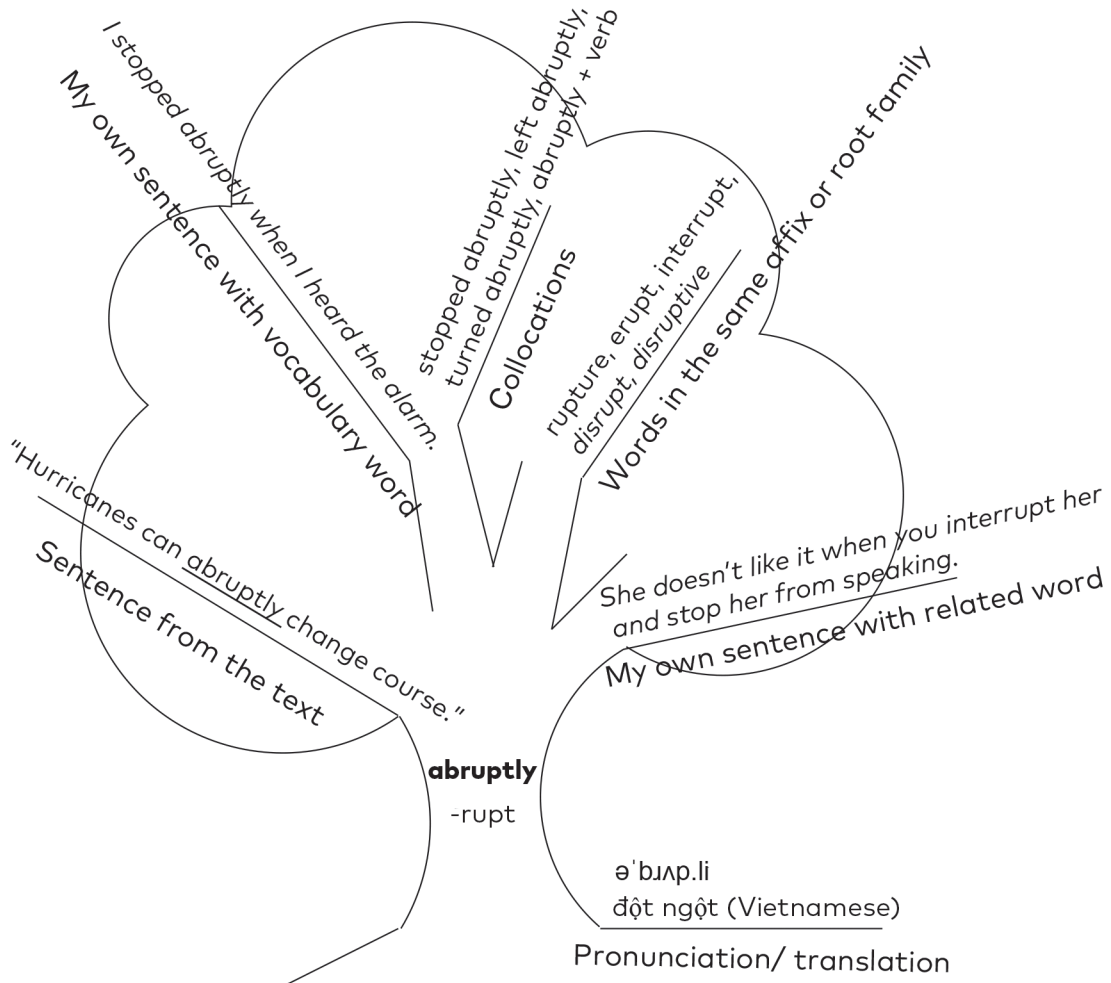 I stopped abruptly when I heard the alarm.
My own sentence with vocabulary word
stopped abruptly, left abruptly,
turned abruptly, abruptly + verb
Collocations
rupture, erupt, interrupt,
disrupt, disruptive
Words in the same affix or root family
"Hurricanes can abruptly change course."
Sentence from the text
She doesn't like it when you interrupt her
and stop her from speaking.
My own sentence with related word
abruptly
-rupt
əˈbɹʌp.li
đột ngột (Vietnamese)
Pronunciation/ translation